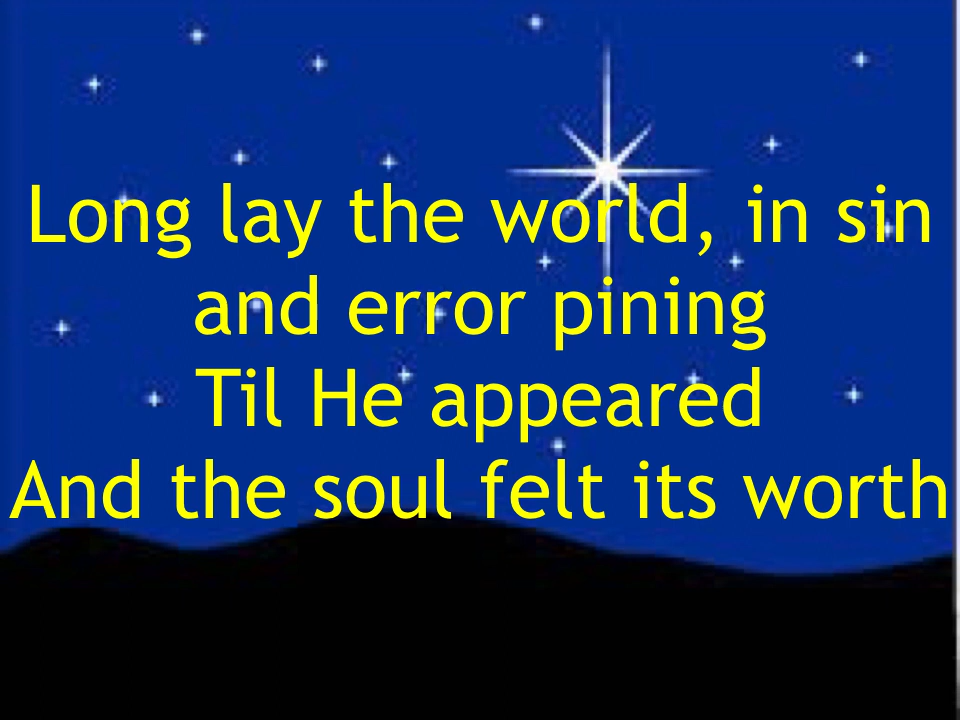 Long lay the world, in sin
and error pining
Til He appeared
And the soul felt its worth